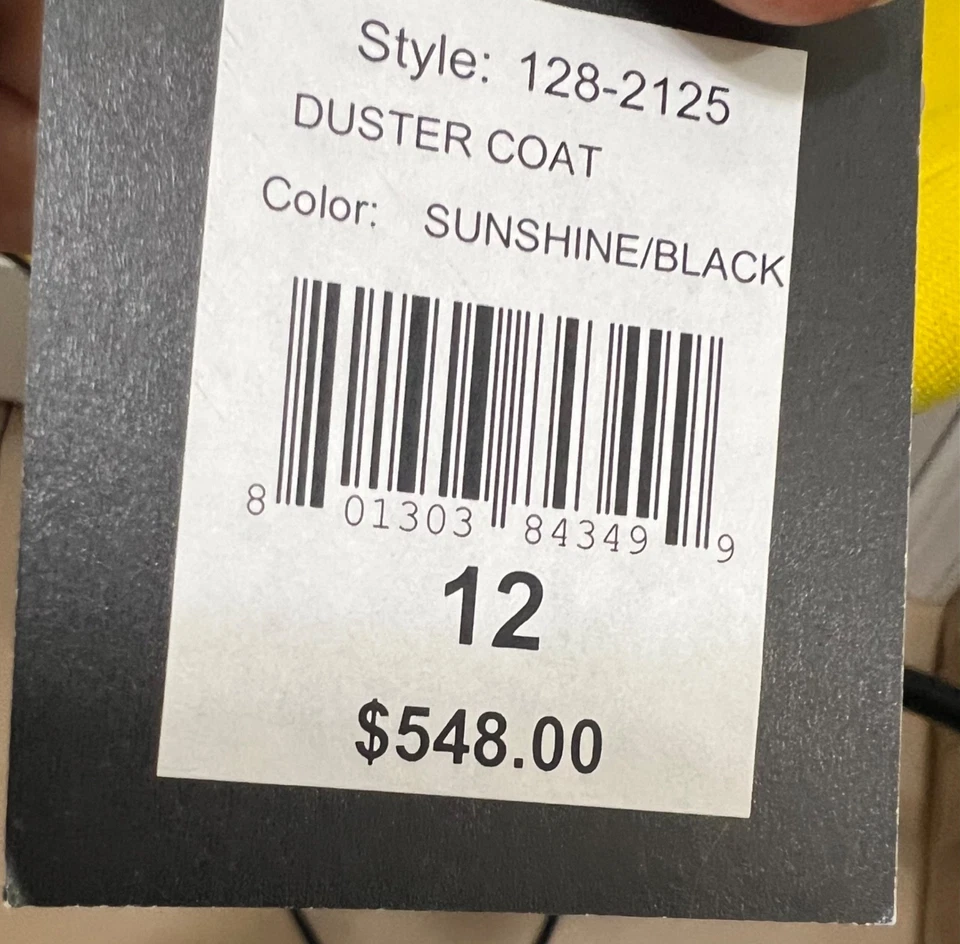 Style: 128-2125
DUSTER COAT
Color: SUNSHINE/BLACK
8 01303 84349 9
12
$548.00